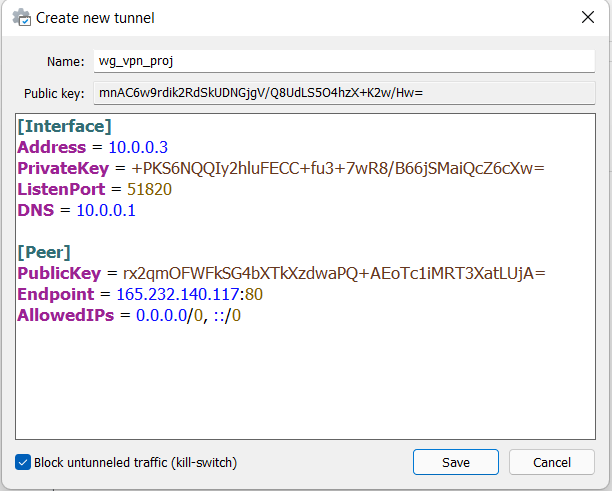 Create new tunnel
Name: wg_vpn_proj
Public key: mnAC6w9rdik2RdSkUDNGjgV/Q8UdLS5O4hzX+K2w/Hw=
[Interface]
Address = 10.0.0.3
PrivateKey = +PKS6NQQIy2hluFECC+fu3+7wR8/B66jSMaiQcZ6cXw=
ListenPort = 51820
DNS = 10.0.0.1
[Peer]
PublicKey = rx2qmOFWFkSG4bXTkXzdwaPQ+AEoTc1iMRT3XatLUjA=
Endpoint = 165.232.140.117:80
AllowedIPs = 0.0.0.0/0, ::/0
Block untunneled traffic (kill-switch)
Save
Cancel